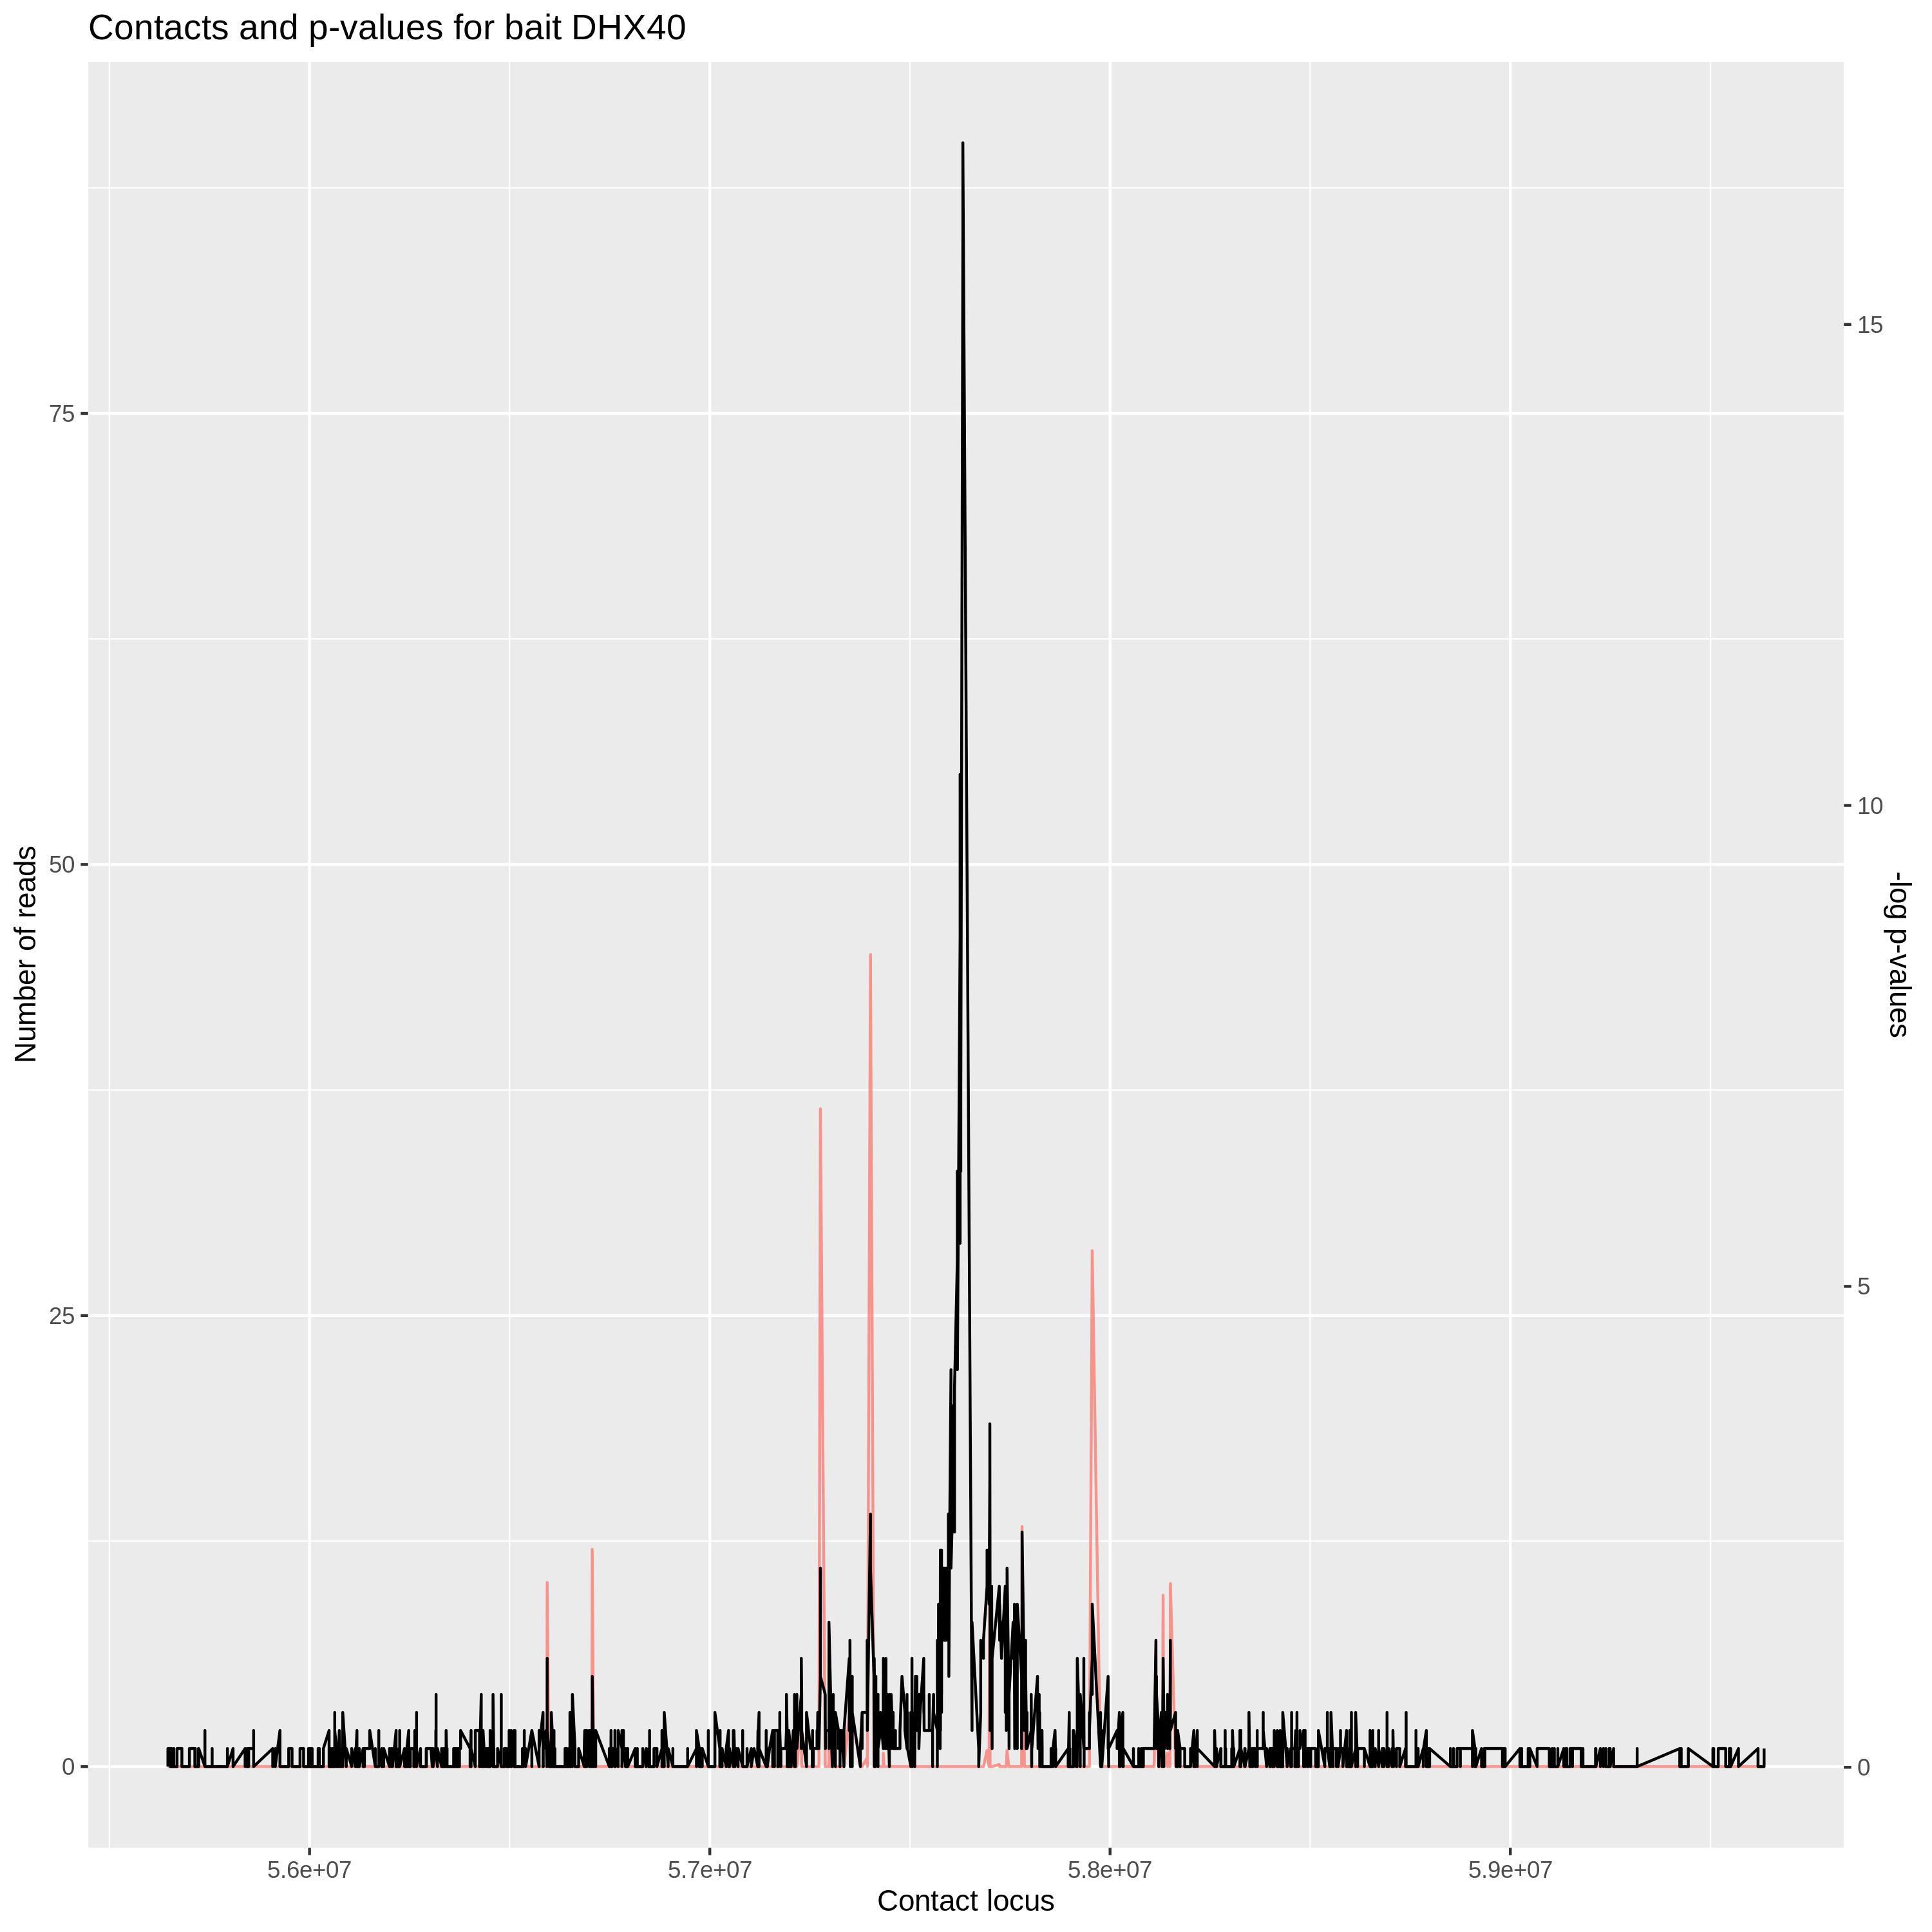 Contacts and p-values for bait DHX40
Number of reads
75
50
25
0
15
10
5
0
-log p-values
5.6e+07 5.7e+07 5.8e+07 5.9e+07
Contact locus